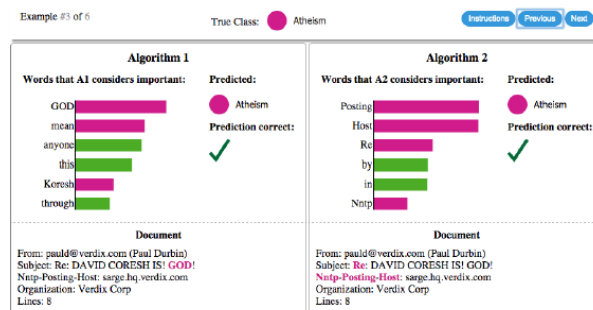 Example #3 of 6
True Class: Atheism
Instructions Previous Next
Algorithm 1
Words that A1 considers important:
Predicted:
GOD
mean
anyone
this
Koresh
through
Atheism
Prediction correct:
Document
From: pauld@verdix.com (Paul Durbin)
Subject: Re: DAVID CORESH IS! GOD!
Nntp-Posting-Host: sarge.hq.verdix.com
Organization: Verdix Corp
Lines: 8
Algorithm 2
Words that A2 considers important:
Predicted:
Posting
Host
Re
by
in
Nntp
Atheism
Prediction correct:
Document
From: pauld@verdix.com (Paul Durbin)
Subject: Re: DAVID CORESH IS! GOD!
Nntp-Posting-Host: sarge.hq.verdix.com
Organization: Verdix Corp
Lines: 8